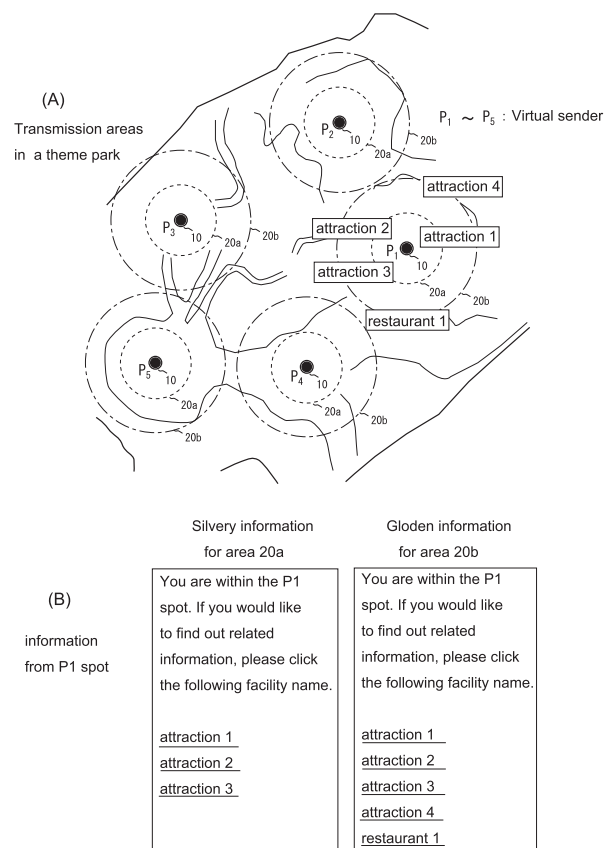 (A)
Transmission areas
in a theme park
P1 ~ P5 : Virtual sender
P2
10
20a
20b
attraction 4
attraction 2
attraction 1
P1
10
attraction 3
20a
20b
restaurant 1
P3
10
20a
20b
P5
10
20a
20b
P4
10
20a
20b
(B)
information
from P1 spot
Silvery information
for area 20a
You are within the P1
spot. If you would like
to find out related
information, please click
the following facility name.
attraction 1
attraction 2
attraction 3
Gloden information
for area 20b
You are within the P1
spot. If you would like
to find out related
information, please click
the following facility name.
attraction 1
attraction 2
attraction 3
attraction 4
restaurant 1